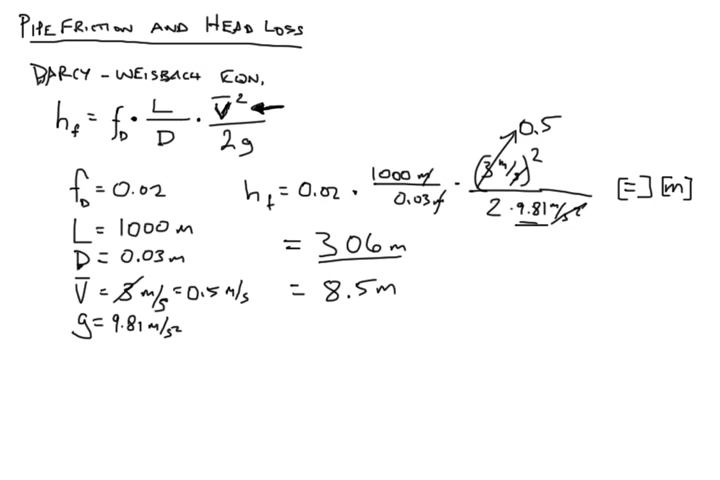 PIPE FRICTION AND HEAD LOSS
DARCY - WEISBACH EQN.
h_f = f_D · L/D · V̅²/2g
f_D = 0.02
L = 1000 m
D = 0.03 m
V̅ = 3 m/s = 0.5 m/s
g = 9.81 m/s²
0.5
h_f = 0.02 · 1000 m/0.03 m · (3 m/s)²/2 · 9.81 m/s² [=] [m]
= 306 m
= 8.5 m